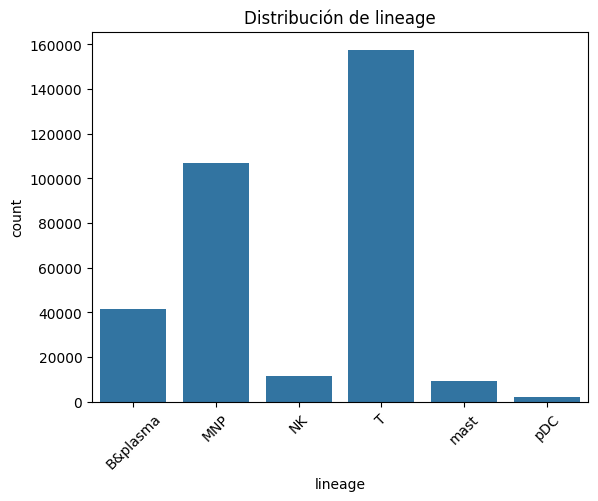 Distribución de lineage
count
160000
140000
120000
100000
80000
60000
40000
20000
0
B&plasma
MNP
NK
T
mast
pDC
lineage